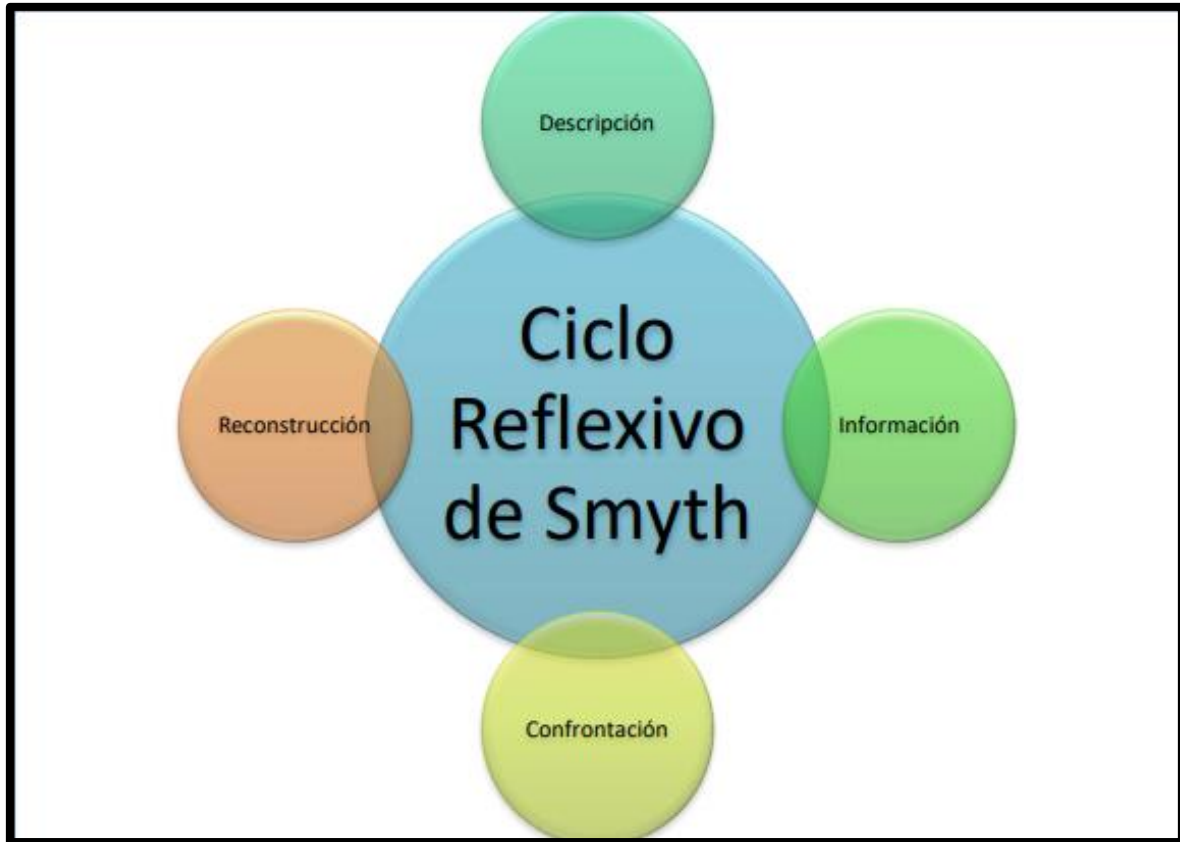 Descripción
Ciclo
Reflexivo
de Smyth
Reconstrucción
Información
Confrontación